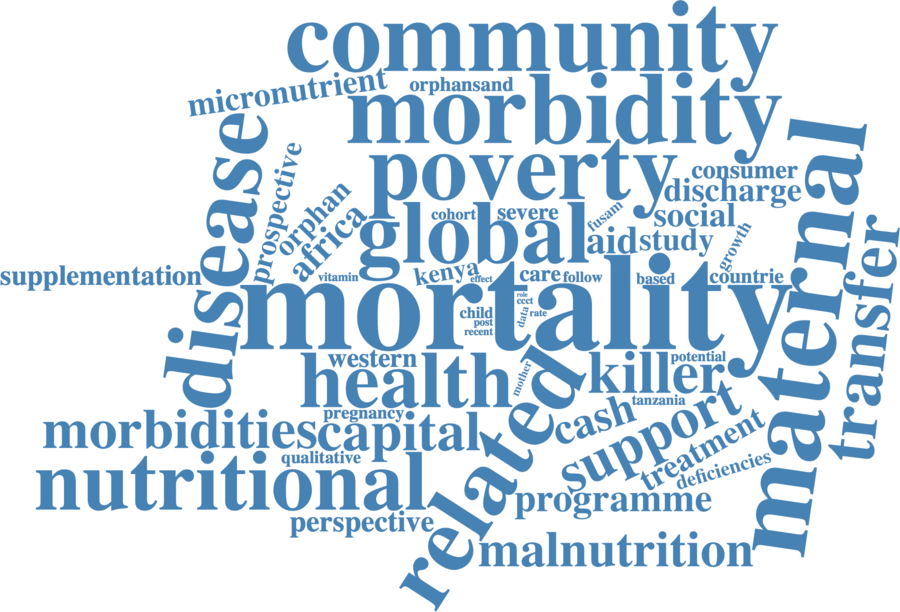 community
micronutrient
orphansand
morbidity
disease
prospective
orphan
africa
poverty
consumer
discharge
maternal
cohort
severe
fusam
social
global
aid
study
growth
transfer
supplementation
vitamin
kenya
effect
care
follow
based
countrie
mortality
child
post
recent
role
ccct
data
rate
western
health
mother
related
killer
potential
tanzania
pregnancy
morbidities
capital
cash
support
treatment
deficiencies
qualitative
nutritional
programme
perspective
malnutrition